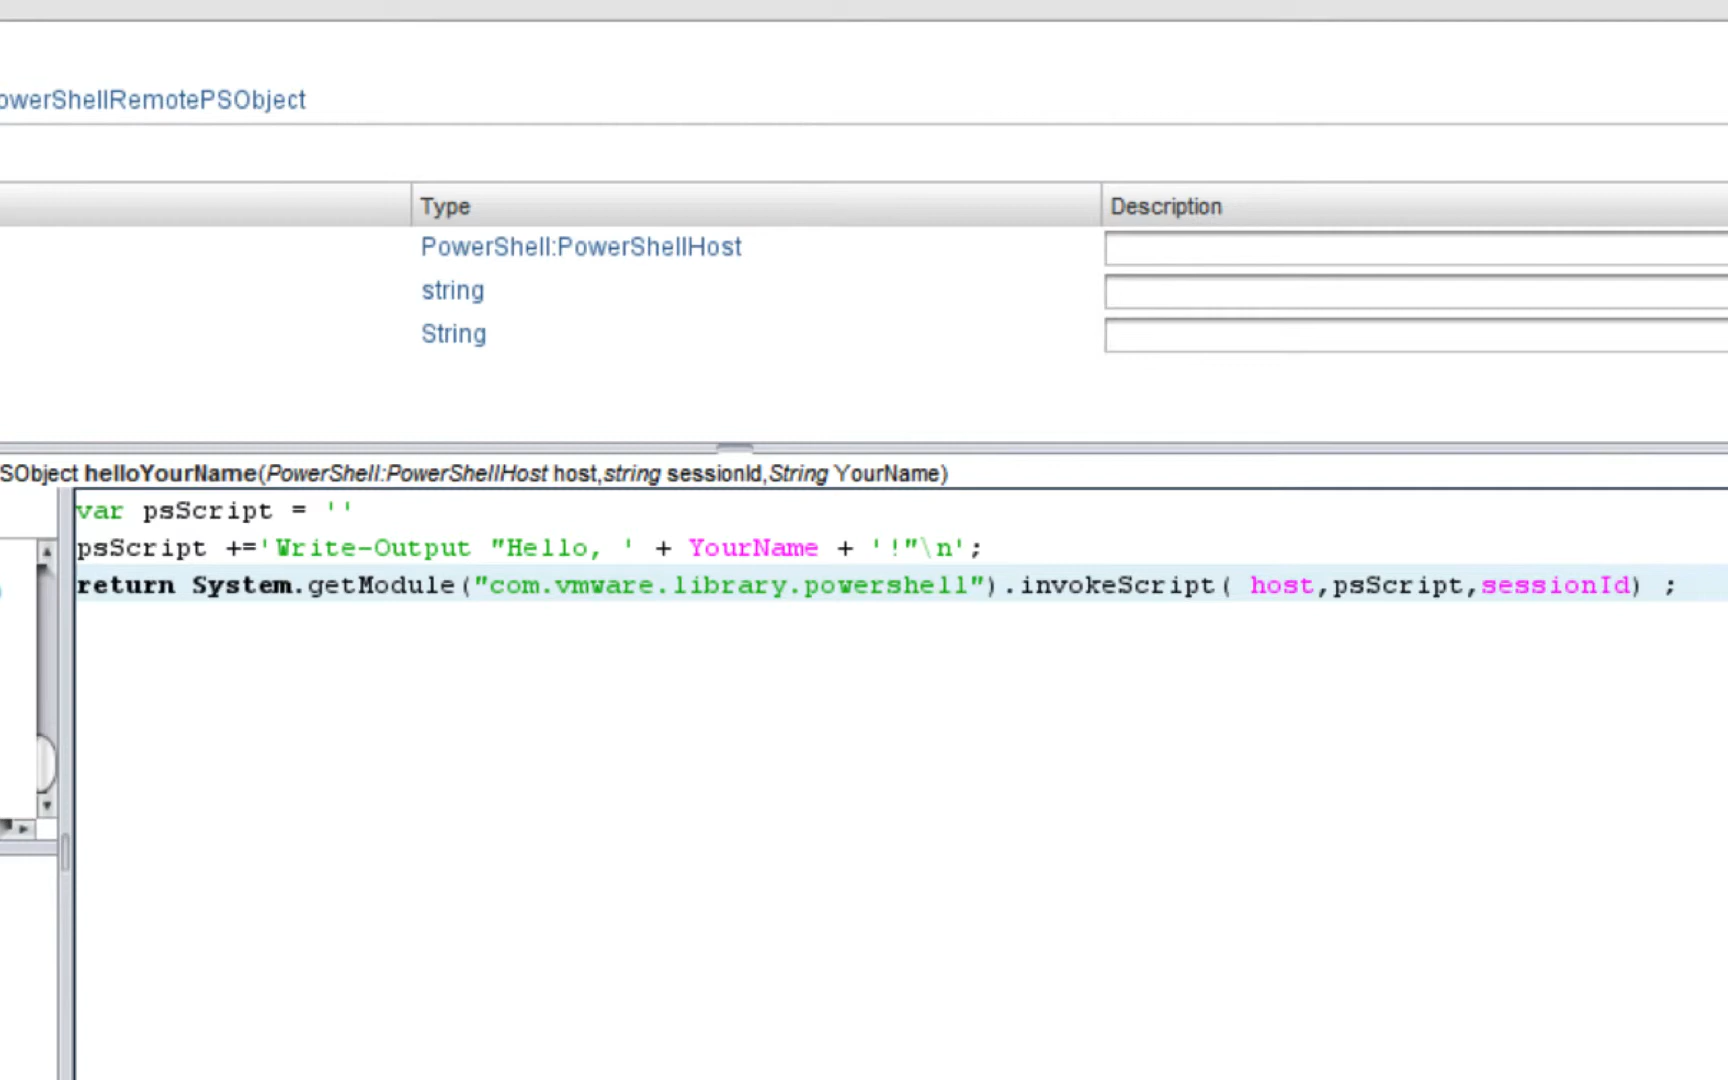 owerShellRemotePSObject
Type Description
PowerShell:PowerShellHost
string
String
SObject helloYourName(PowerShell:PowerShellHost host,string sessionId,String YourName)
var psScript = ''
psScript +='Write-Output "Hello, ' + YourName + '!"\n';
return System.getModule("com.vmware.library.powershell").invokeScript( host,psScript,sessionId) ;